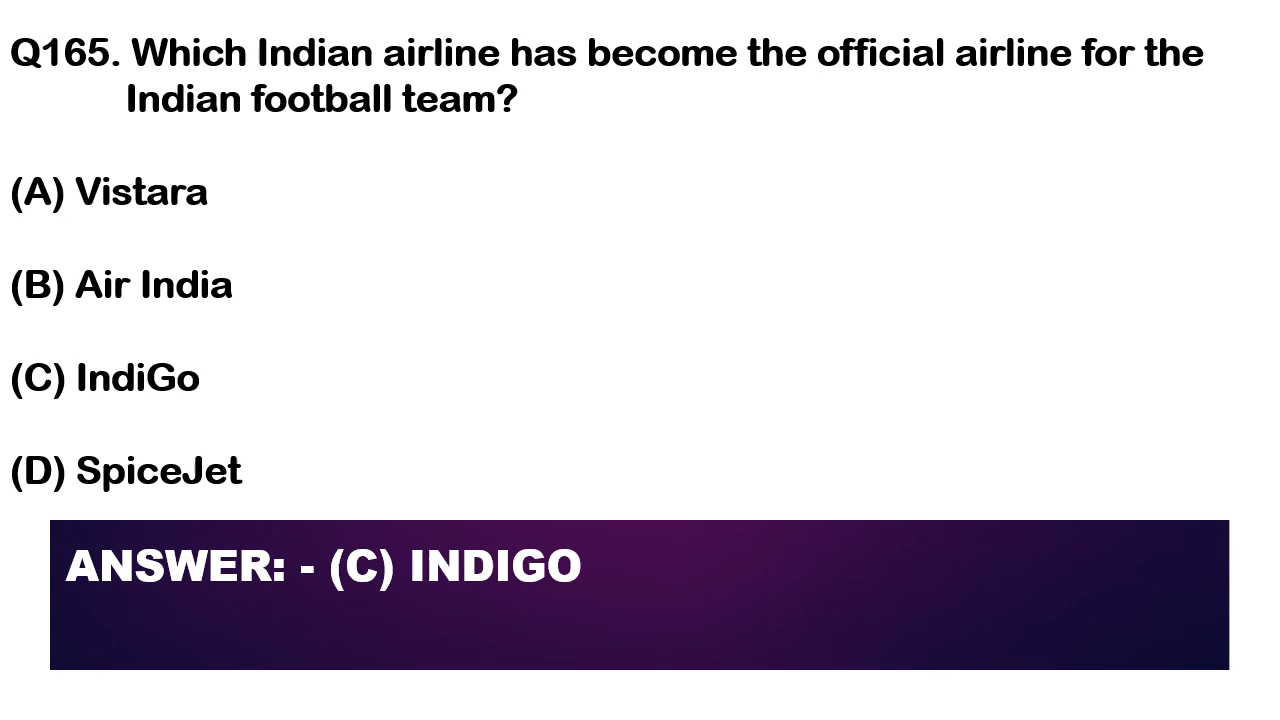 Q165. Which Indian airline has become the official airline for the
Indian football team?
(A) Vistara
(B) Air India
(C) IndiGo
(D) SpiceJet
ANSWER: - (C) INDIGO